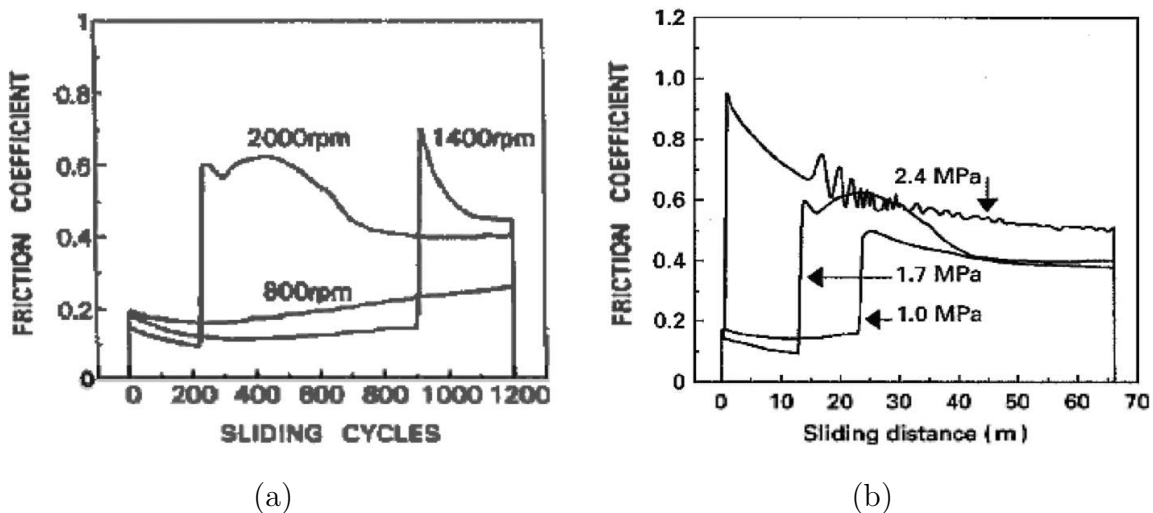 FRICTION COEFFICIENT
1
0.8
0.6
0.4
0.2
0
2000rpm
1400rpm
800rpm
0 200 400 600 800 1000 1200
SLIDING CYCLES
(a)
FRICTION COEFFICIENT
1.2
1.0
0.8
0.6
0.4
0.2
0
2.4 MPa
1.7 MPa
1.0 MPa
0 10 20 30 40 50 60 70
Sliding distance (m)
(b)